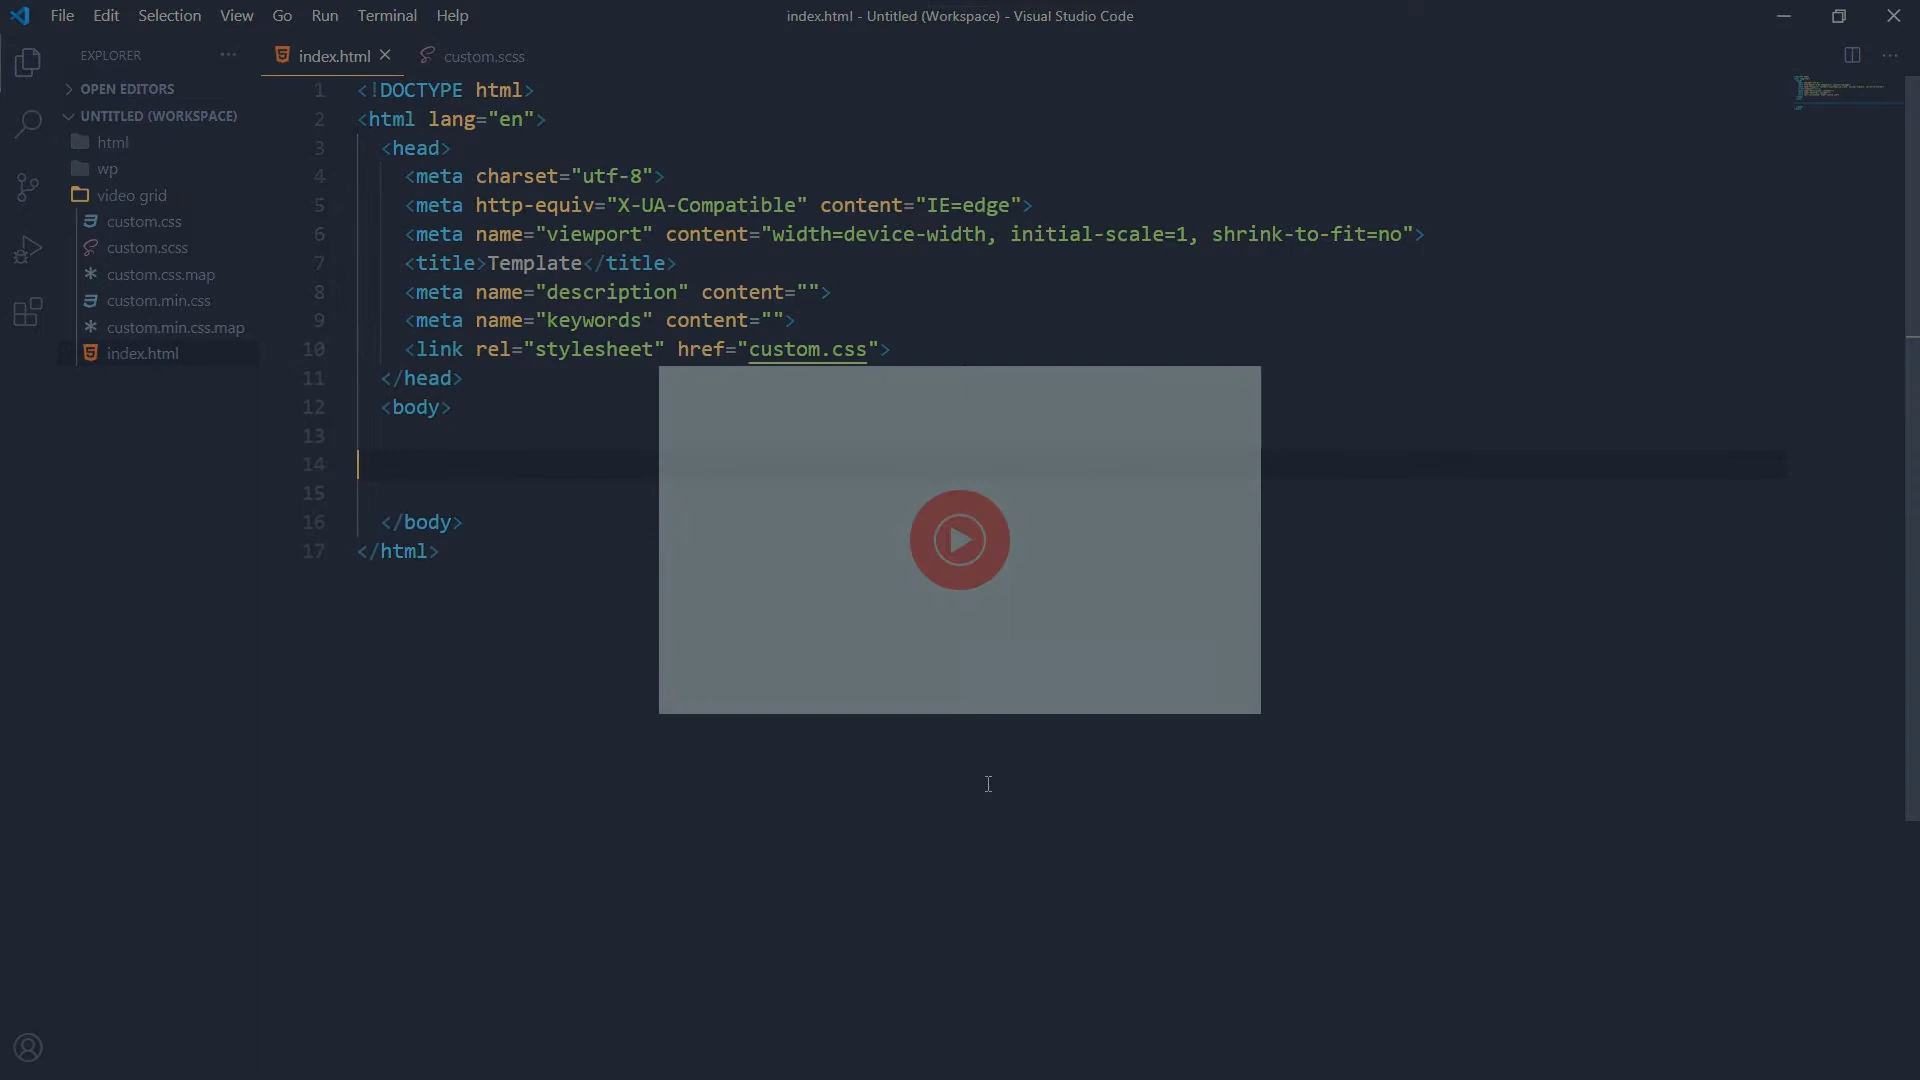 File Edit Selection View Go Run Terminal Help
index.html - Untitled (Workspace) - Visual Studio Code
EXPLORER
index.html
custom.scss
OPEN EDITORS
UNTITLED (WORKSPACE)
html
wp
video grid
custom.css
custom.scss
custom.css.map
custom.min.css
custom.min.css.map
index.html
1 <!DOCTYPE html>
2 <html lang="en">
3 <head>
4 <meta charset="utf-8">
5 <meta http-equiv="X-UA-Compatible" content="IE=edge">
6 <meta name="viewport" content="width=device-width, initial-scale=1, shrink-to-fit=no">
7 <title>Template</title>
8 <meta name="description" content="">
9 <meta name="keywords" content="">
10 <link rel="stylesheet" href="custom.css">
11 </head>
12 <body>
13
14
15
16 </body>
17 </html>